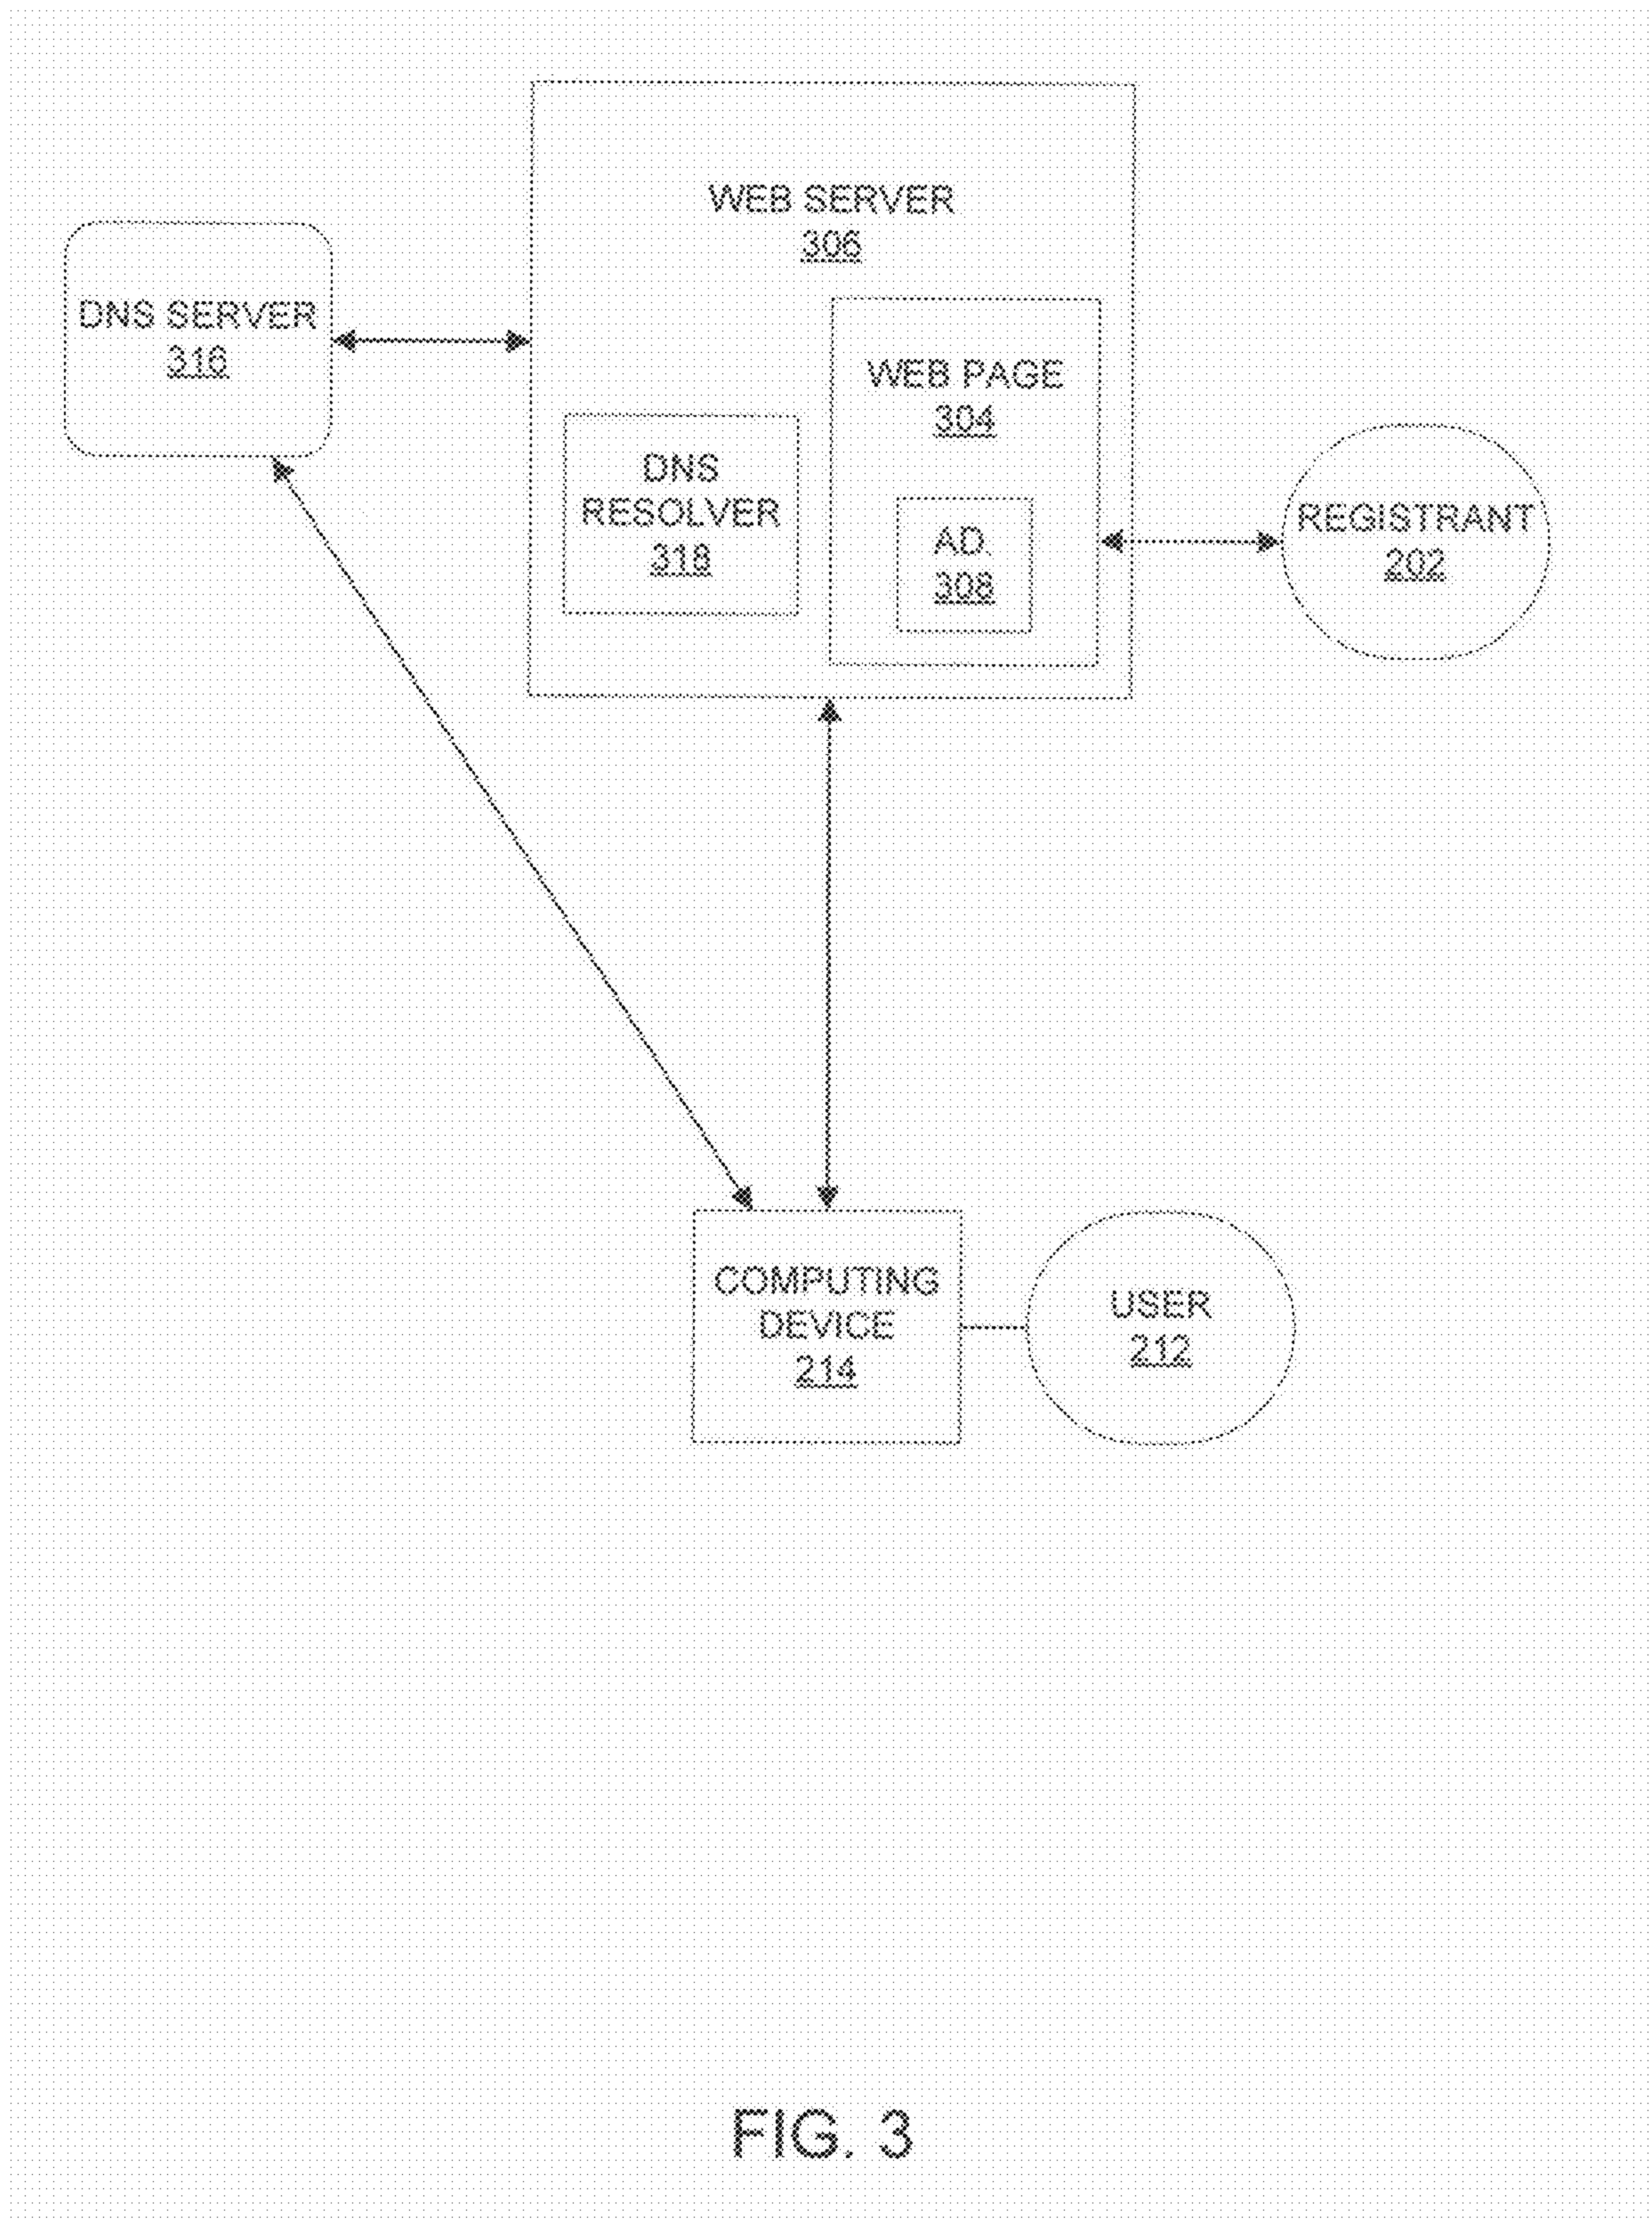 WEB SERVER
306
DNS SERVER
316
WEB PAGE
304
DNS
RESOLVER
318
AD.
308
REGISTRANT
202
COMPUTING
DEVICE
214
USER
212
FIG. 3